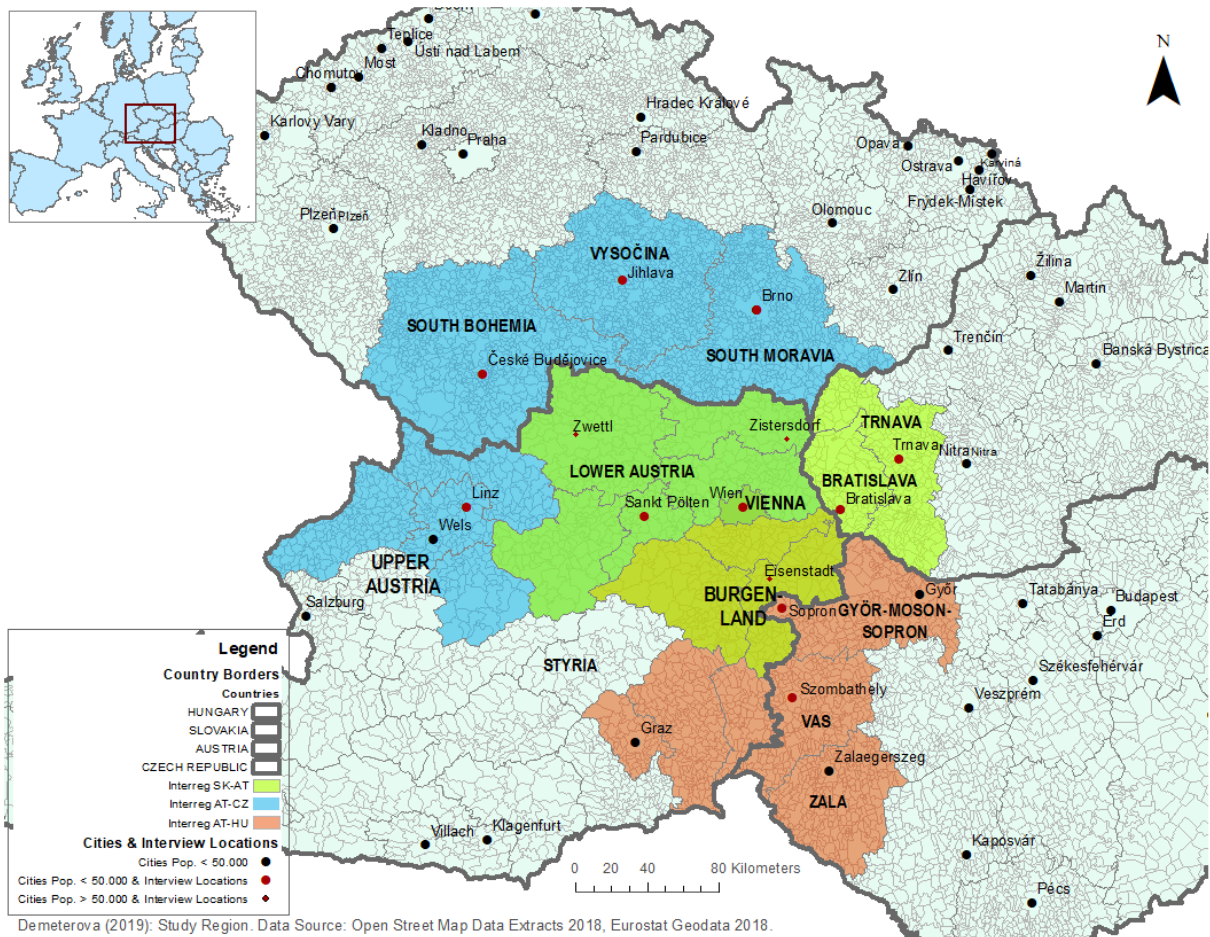 Děčín
Teplice
Ústí nad Labem
Most
Chomutov
N
Karlovy Vary
Kladno
Praha
Hradec Králové
Pardubice
Opava
Ostrava
Karviná
Havířov
Frýdek-Místek
Plzeň Plzeň
Olomouc
VYSOČINA
Jihlava
Žilina
Zlín
Martin
Brno
SOUTH BOHEMIA
SOUTH MORAVIA
Trenčín
Banská Bystrica
České Budějovice
Zwettl
Zistersdorf
TRNAVA
Trnava
Nitra Nitra
LOWER AUSTRIA
BRATISLAVA
Bratislava
Linz
Sankt Pölten
Wien
VIENNA
Wels
UPPER
AUSTRIA
Eisenstadt
BURGEN-
LAND
Salzburg
Sopron
Győr
GYÖR-MOSON-
SOPRON
Tatabánya
Budapest
Érd
STYRIA
Székesfehérvár
Szombathely
Veszprém
VAS
Graz
Zalaegerszeg
ZALA
Villach
Klagenfurt
Kaposvár
Pécs
0 20 40 80 Kilometers
Legend
Country Borders
Countries
HUNGARY
SLOVAKIA
AUSTRIA
CZECH REPUBLIC
Interreg SK-AT
Interreg AT-CZ
Interreg AT-HU
Cities & Interview Locations
Cities Pop. < 50.000
Cities Pop. < 50.000 & Interview Locations
Cities Pop. > 50.000 & Interview Locations
Demeterova (2019): Study Region. Data Source: Open Street Map Data Extracts 2018, Eurostat Geodata 2018.